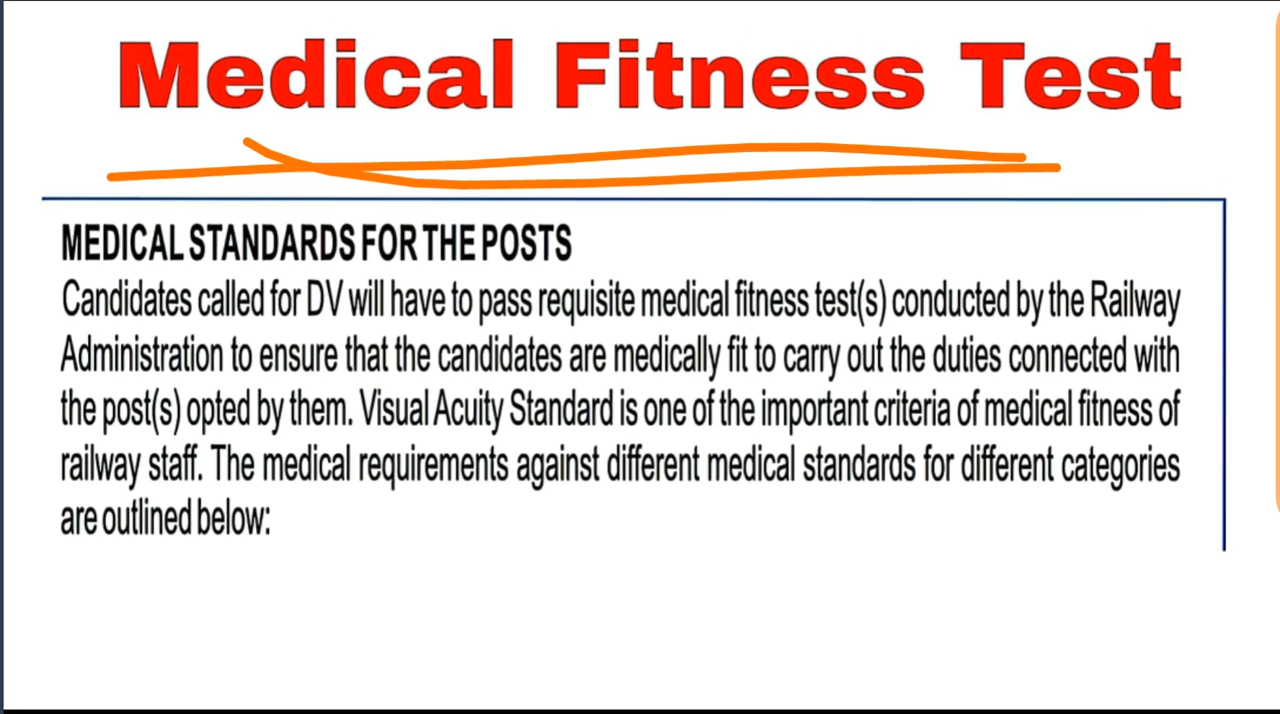 Medical Fitness Test
MEDICAL STANDARDS FOR THE POSTS
Candidates called for DV will have to pass requisite medical fitness test(s) conducted by the Railway
Administration to ensure that the candidates are medically fit to carry out the duties connected with
the post(s) opted by them. Visual Acuity Standard is one of the important criteria of medical fitness of
railway staff. The medical requirements against different medical standards for different categories
are outlined below: